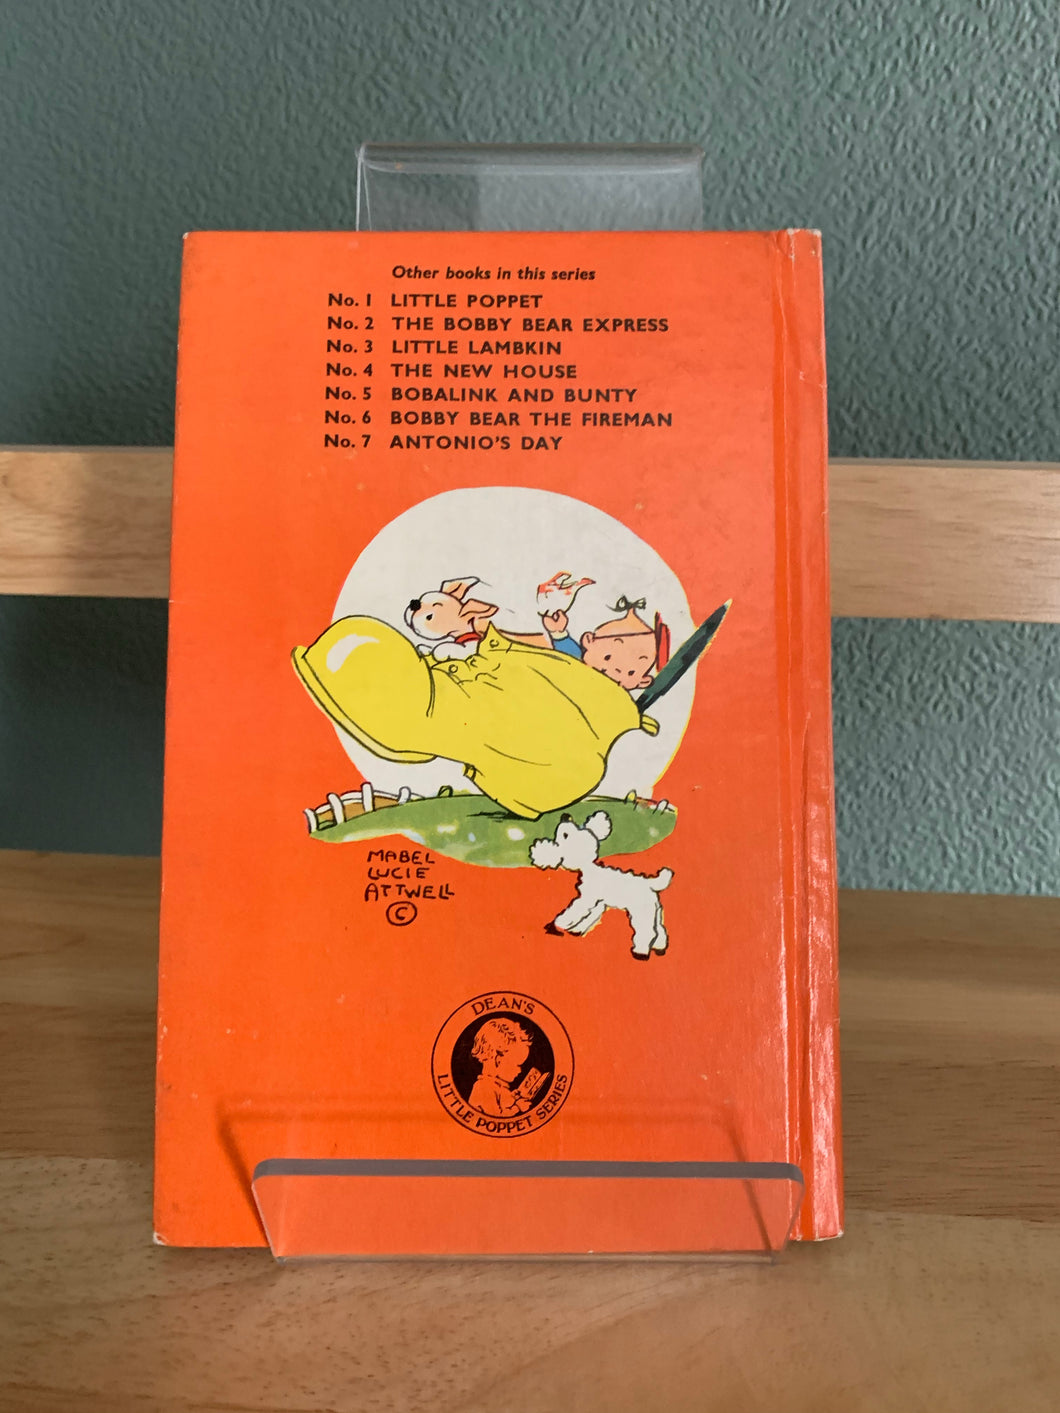 Other books in this series
No. 1 LITTLE POPPET
No. 2 THE BOBBY BEAR EXPRESS
No. 3 LITTLE LAMBKIN
No. 4 THE NEW HOUSE
No. 5 BOBALINK AND BUNTY
No. 6 BOBBY BEAR THE FIREMAN
No. 7 ANTONIO'S DAY
MABEL
LUCIE
ATTWELL
©
DEAN'S
LITTLE POPPET SERIES